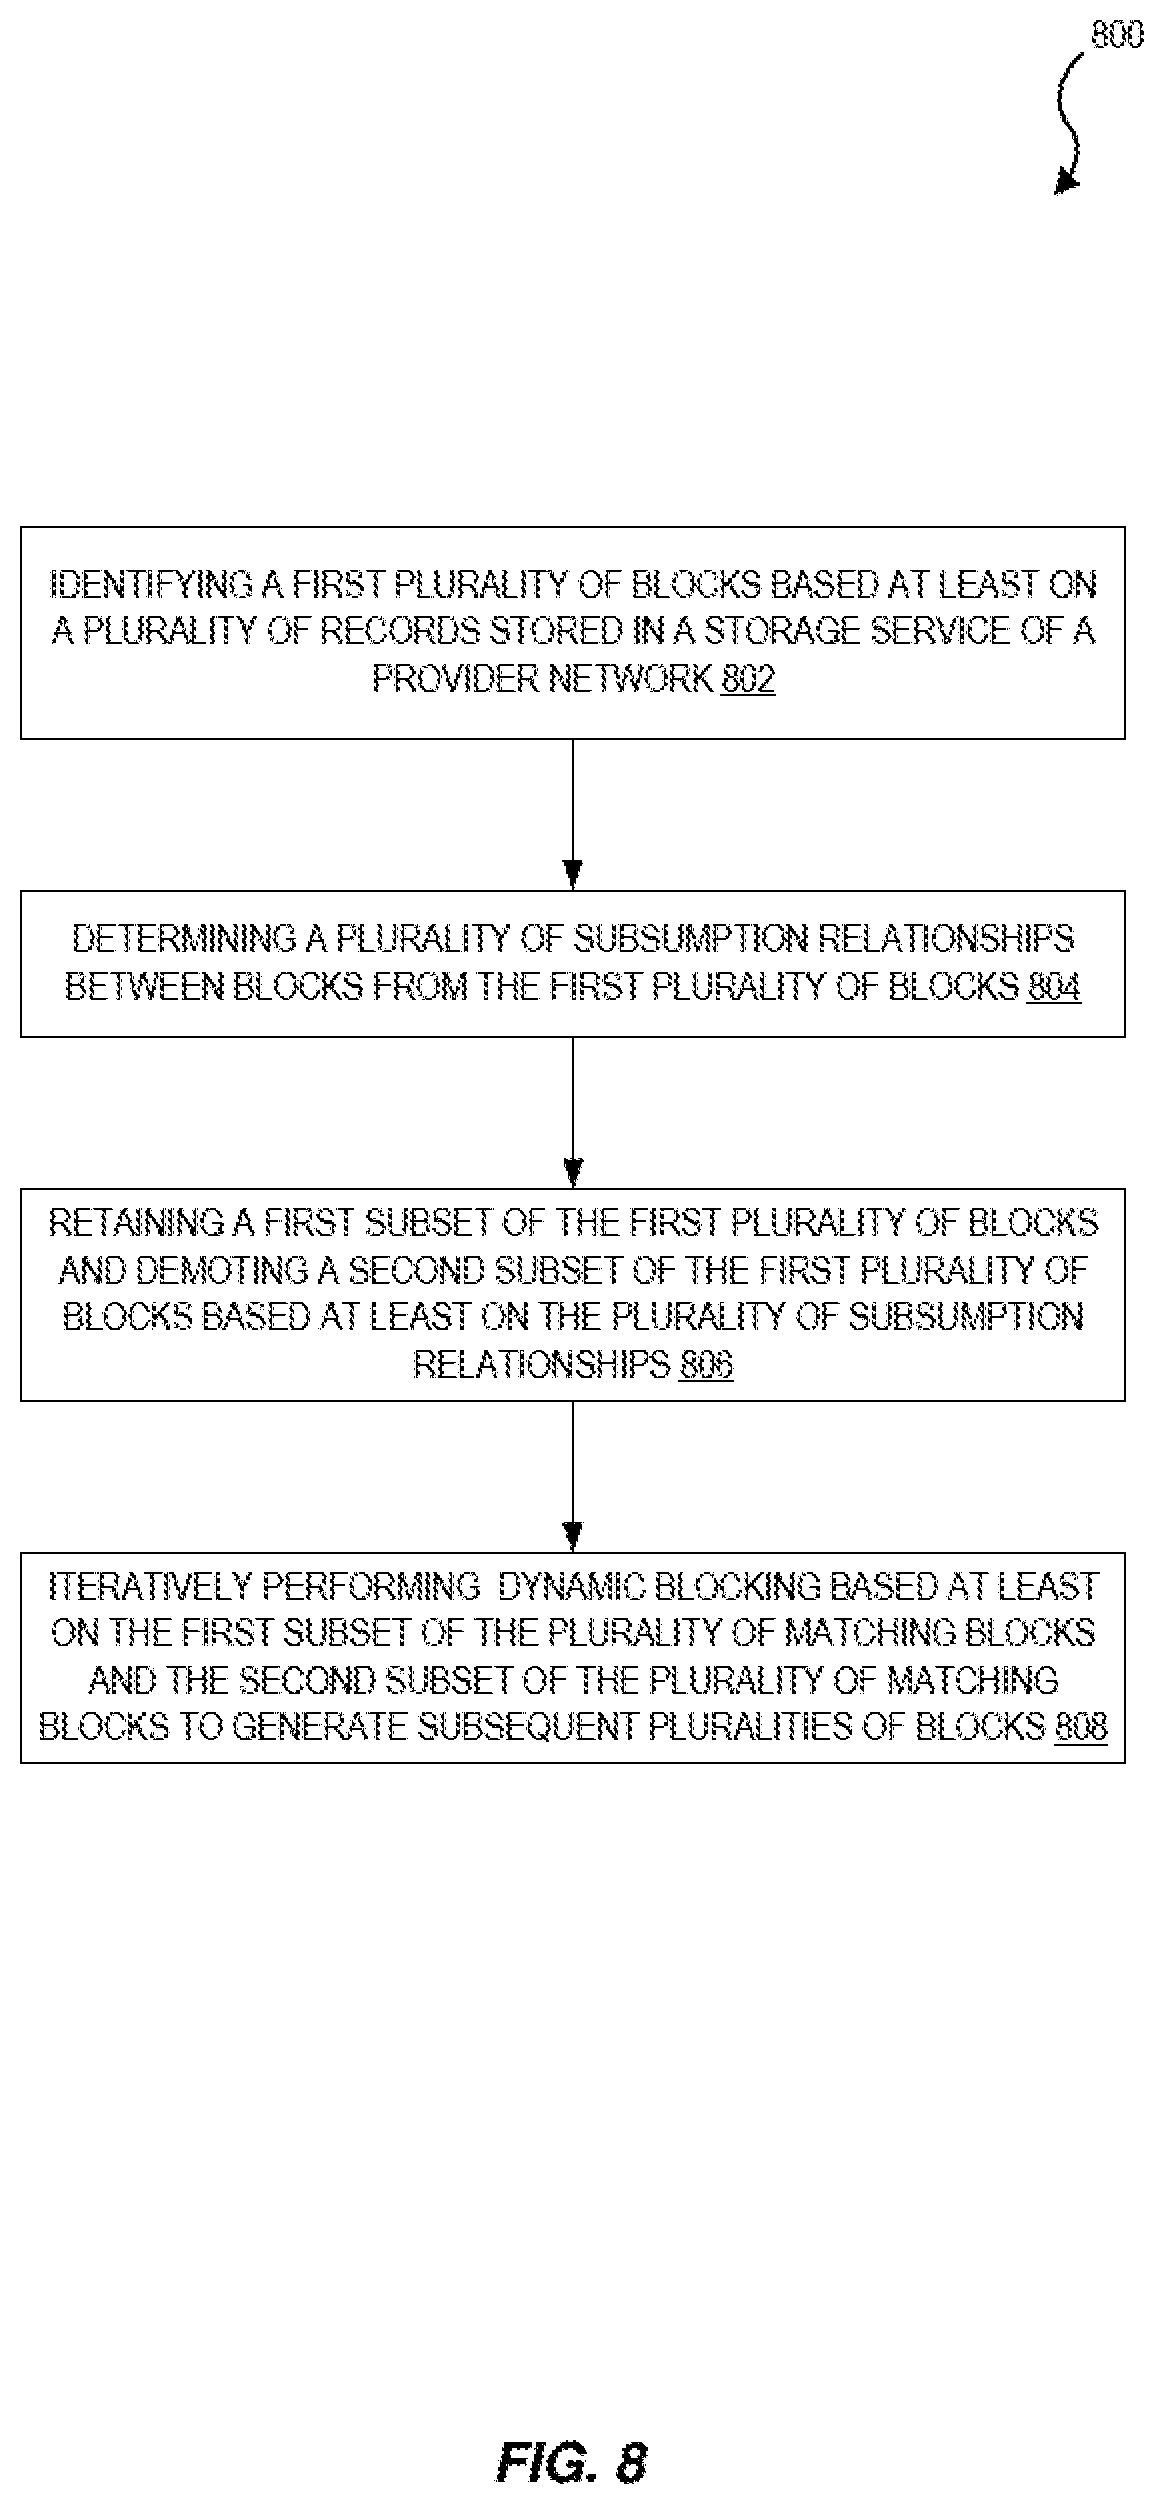 800
IDENTIFYING A FIRST PLURALITY OF BLOCKS BASED AT LEAST ON
A PLURALITY OF RECORDS STORED IN A STORAGE SERVICE OF A
PROVIDER NETWORK 802
DETERMINING A PLURALITY OF SUBSUMPTION RELATIONSHIPS
BETWEEN BLOCKS FROM THE FIRST PLURALITY OF BLOCKS 804
RETAINING A FIRST SUBSET OF THE FIRST PLURALITY OF BLOCKS
AND DEMOTING A SECOND SUBSET OF THE FIRST PLURALITY OF
BLOCKS BASED AT LEAST ON THE PLURALITY OF SUBSUMPTION
RELATIONSHIPS 806
ITERATIVELY PERFORMING  DYNAMIC BLOCKING BASED AT LEAST
ON THE FIRST SUBSET OF THE PLURALITY OF MATCHING BLOCKS
AND THE SECOND SUBSET OF THE PLURALITY OF MATCHING
BLOCKS TO GENERATE SUBSEQUENT PLURALITIES OF BLOCKS 808
FIG. 8